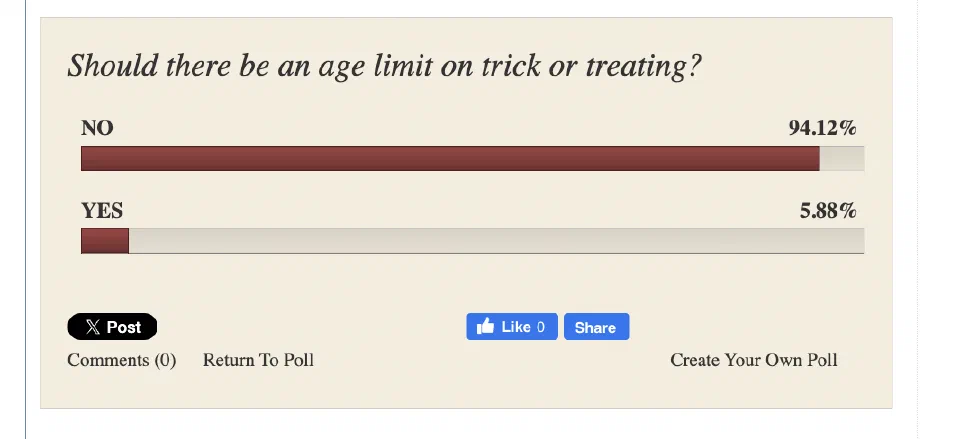 Should there be an age limit on trick or treating?
NO 94.12%
YES 5.88%
X Post Like 0 Share
Comments (0) Return To Poll Create Your Own Poll